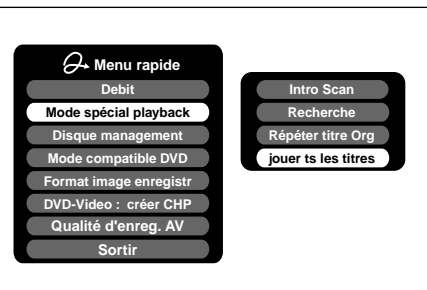 Menu rapide
Debit
Mode spécial playback
Disque management
Mode compatible DVD
Format image enregistr
DVD-Video : créer CHP
Qualité d'enreg. AV
Sortir
Intro Scan
Recherche
Répéter titre Org
jouer ts les titres